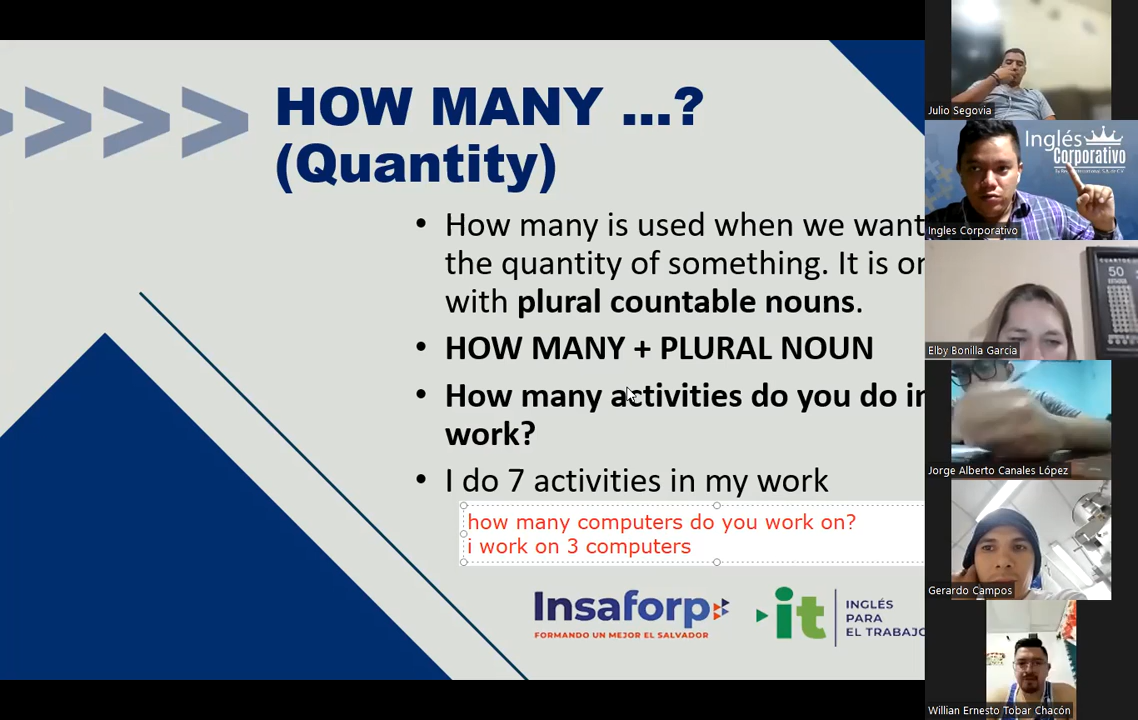 HOW MANY ...?
(Quantity)
• How many is used when we want
the quantity of something. It is
with plural countable nouns.
• HOW MANY + PLURAL NOUN
• How many activities do you do in
work?
• I do 7 activities in my work
how many computers do you work on?
i work on 3 computers
Insaforp
FORMANDO UN MEJOR EL SALVADOR
it
INGLÉS
PARA
EL TRABAJO
Julio Segovia
Inglés
Corporativo
Ingles Corporativo
CUARTOS
50
Elby Bonilla Garcia
Jorge Alberto Canales López
Gerardo Campos
Willian Ernesto Tobar Chacón